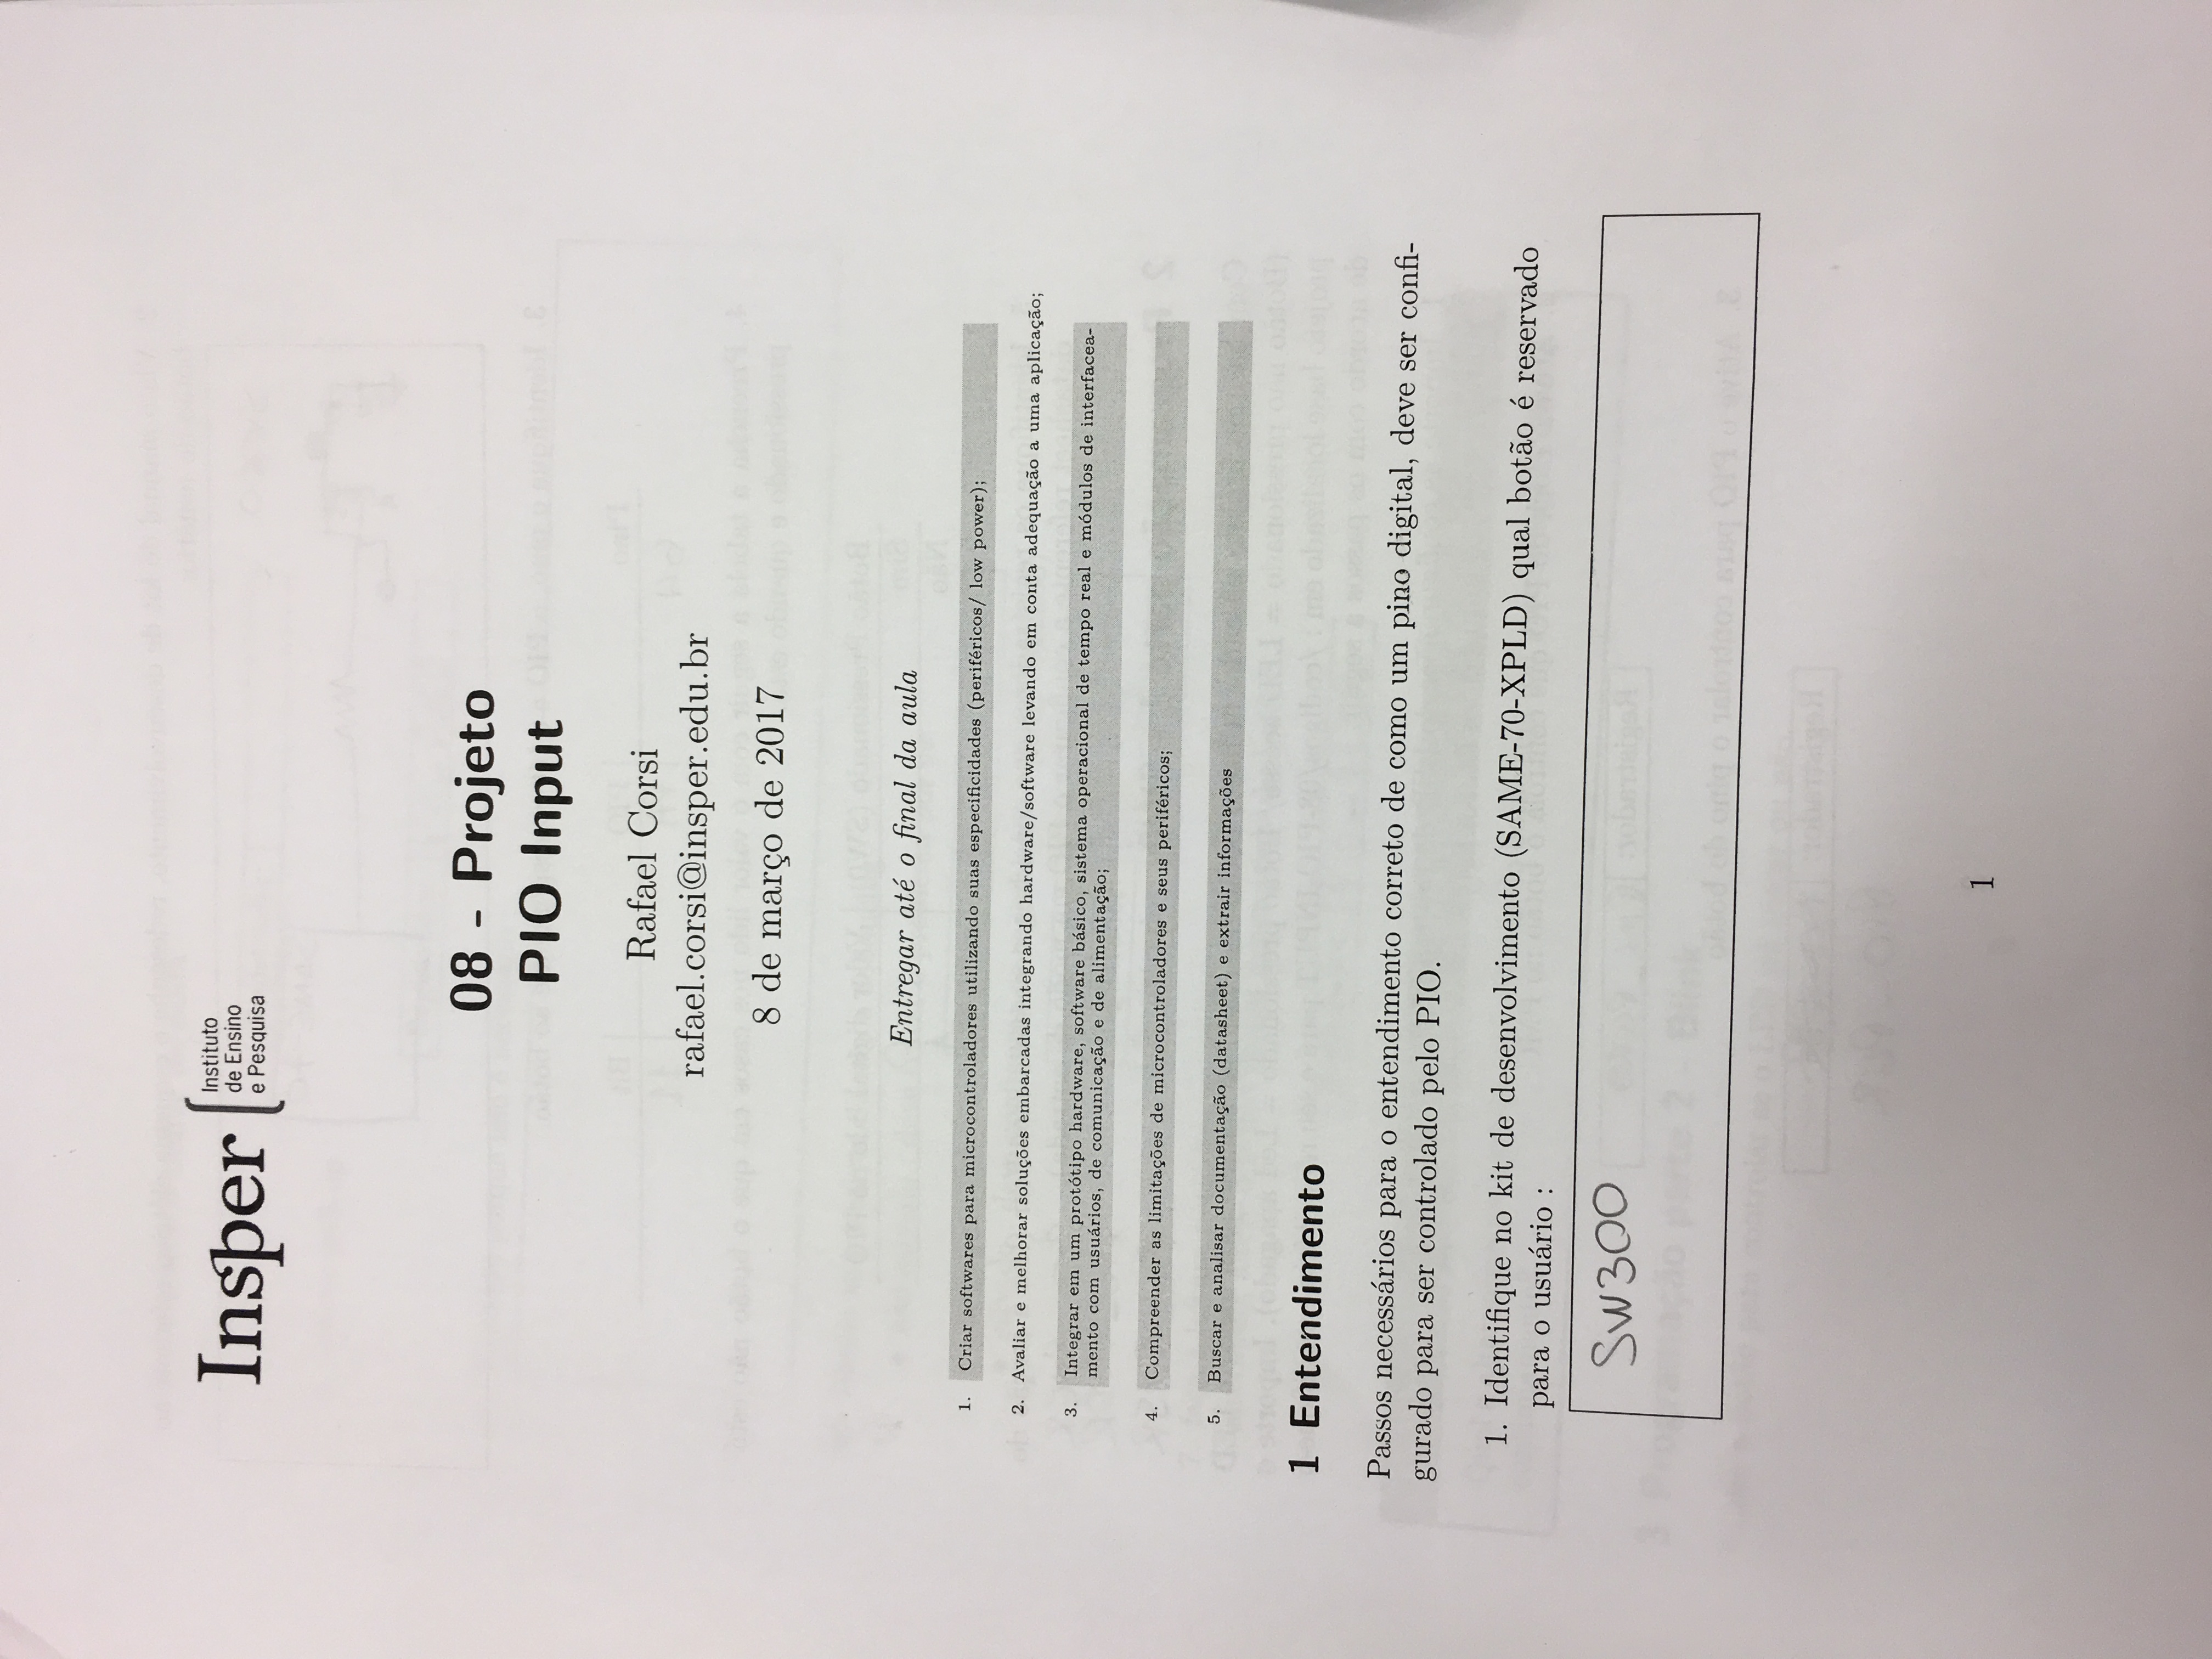 Insper
Instituto
de Ensino
e Pesquisa
08 - Projeto
PIO Input
Rafael Corsi
rafael.corsi@insper.edu.br
8 de março de 2017
Entregar até o final da aula
1. Criar softwares para microcontroladores utilizando suas especificidades (periféricos/ low power);
2. Avaliar e melhorar soluções embarcadas integrando hardware/software levando em conta adequação a uma aplicação;
3. Integrar em um protótipo hardware, software básico, sistema operacional de tempo real e módulos de interfacea-
mento com usuários, de comunicação e de alimentação;
4. Compreender as limitações de microcontroladores e seus periféricos;
5. Buscar e analisar documentação (datasheet) e extrair informações
1 Entendimento
Passos necessários para o entendimento correto de como um pino digital, deve ser confi-
gurado para ser controlado pelo PIO.
1. Identifique no kit de desenvolvimento (SAME-70-XPLD) qual botão é reservado
para o usuário :
SW300
1